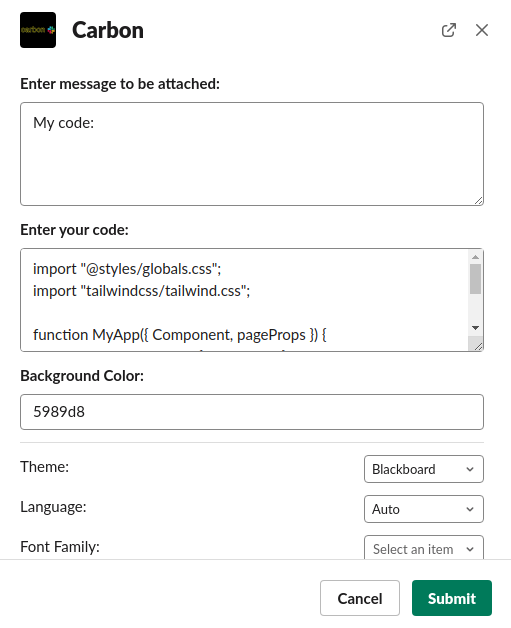 carbon
Carbon
Enter message to be attached:
My code:
Enter your code:
import "@styles/globals.css";
import "tailwindcss/tailwind.css";
function MyApp({ Component, pageProps }) {
Background Color:
5989d8
Theme:
Blackboard
Language:
Auto
Font Family:
Select an item
Cancel
Submit